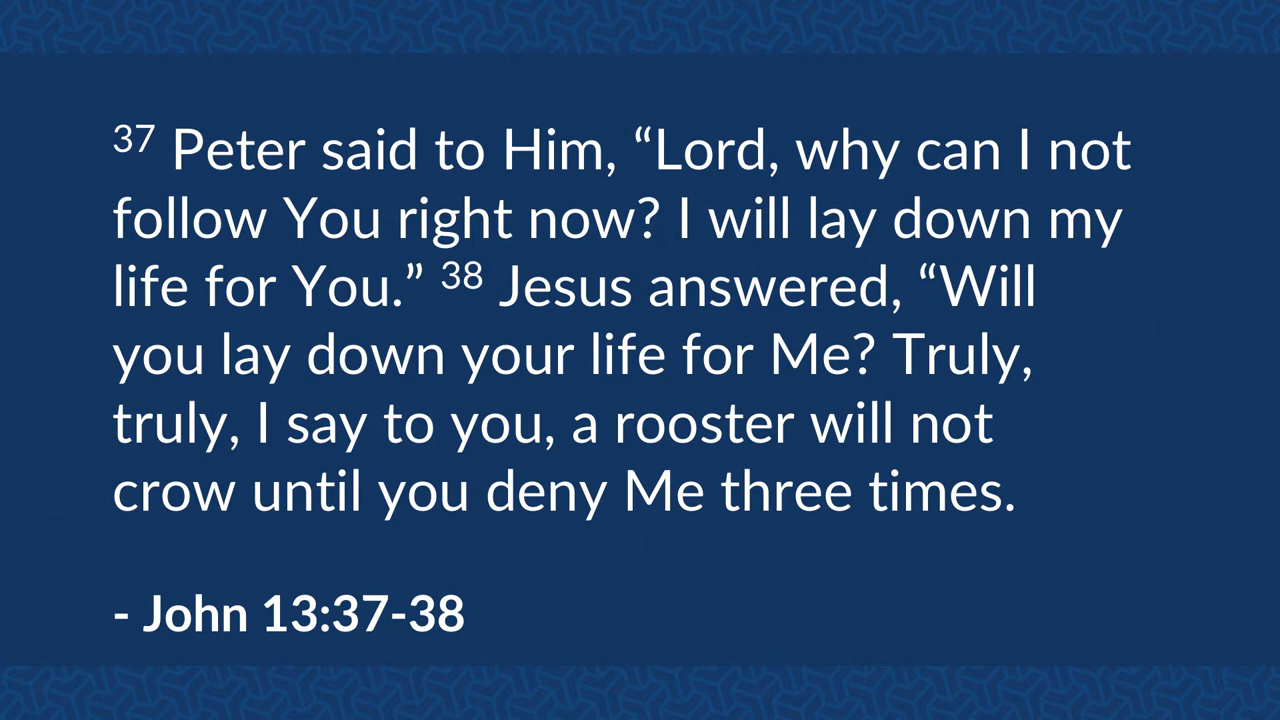 37 Peter said to Him, “Lord, why can I not
follow You right now? I will lay down my
life for You.” 38 Jesus answered, “Will
you lay down your life for Me? Truly,
truly, I say to you, a rooster will not
crow until you deny Me three times.
- John 13:37-38